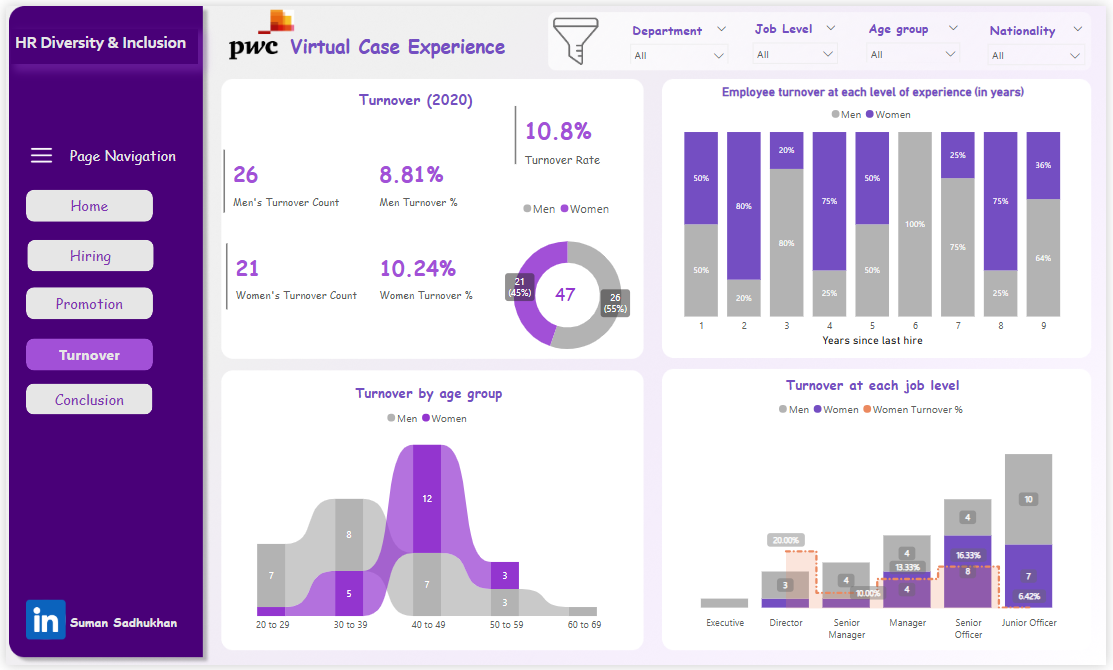 HR Diversity & Inclusion
Page Navigation
Home
Hiring
Promotion
Turnover
Conclusion
in
Suman Sadhukhan
pwc
Virtual Case Experience
Department
All
Job Level
All
Age group
All
Nationality
All
Turnover (2020)
10.8%
Turnover Rate
26
Men's Turnover Count
8.81%
Men Turnover %
21
Women's Turnover Count
10.24%
Women Turnover %
Men Women
21
(45%)
47
26
(55%)
Employee turnover at each level of experience (in years)
Men Women
50% 80% 20% 75% 50% 25% 75% 36%
50% 20% 80% 25% 50% 100% 75% 25% 64%
1 2 3 4 5 6 7 8 9
Years since last hire
Turnover by age group
Men Women
7 8 12 3
5 7 3
20 to 29 30 to 39 40 to 49 50 to 59 60 to 69
Turnover at each job level
Men Women Women Turnover %
20.00%
3
4
10.00%
4
13.33%
4
4
16.33%
8
10
7
6.42%
Executive Director Senior Manager Manager Senior Officer Junior Officer